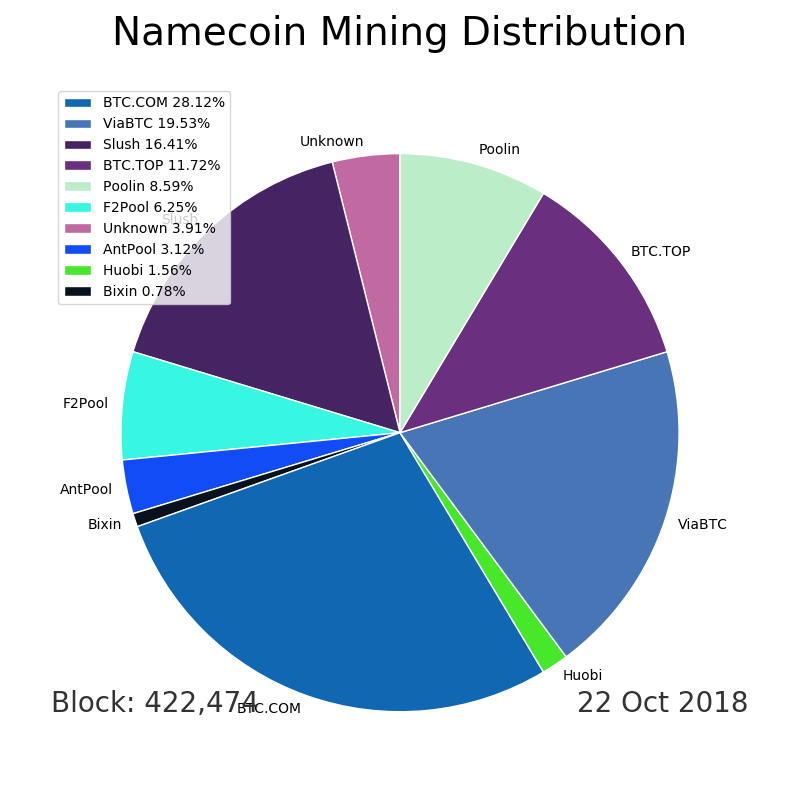 Namecoin Mining Distribution
BTC.COM 28.12%
ViaBTC 19.53%
Slush 16.41%
BTC.TOP 11.72%
Poolin 8.59%
F2Pool 6.25%
Unknown 3.91%
AntPool 3.12%
Huobi 1.56%
Bixin 0.78%
Unknown
Poolin
Slush
BTC.TOP
F2Pool
AntPool
Bixin
ViaBTC
Huobi
BTC.COM
Block: 422,474
22 Oct 2018